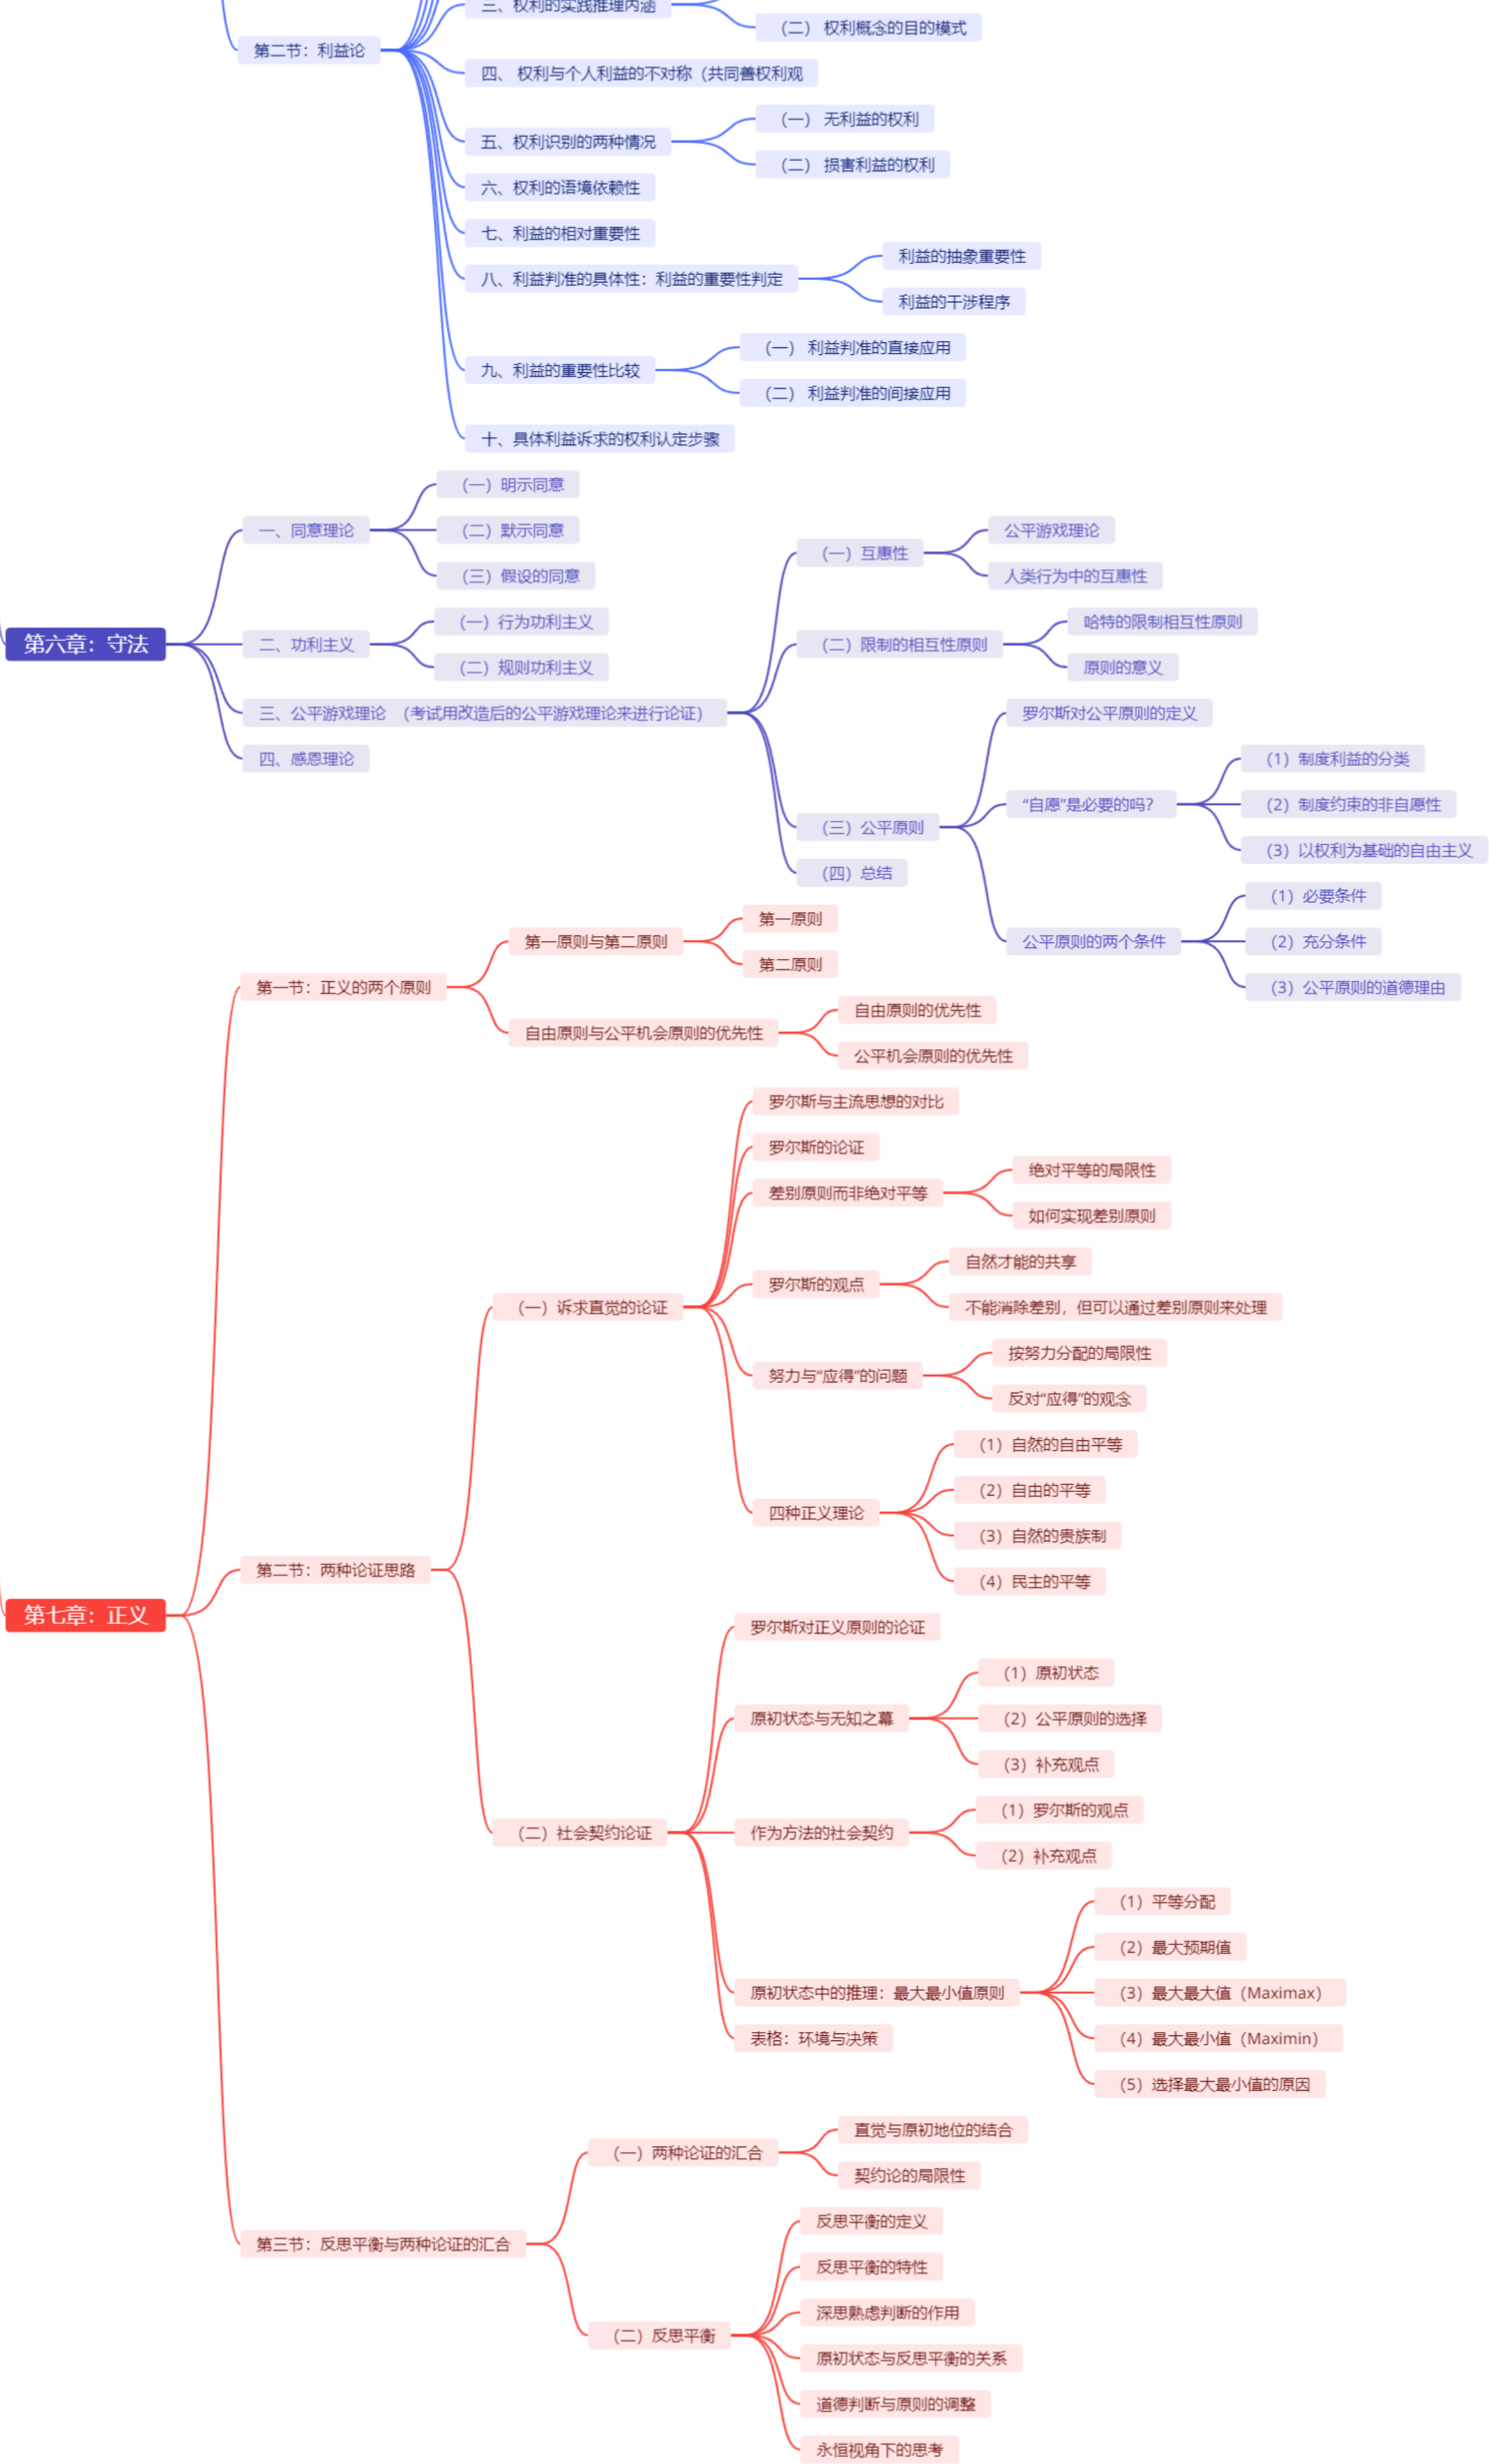 三、权利的实践推理内涵
（二） 权利概念的目的模式
第二节：利益论
四、 权利与个人利益的不对称（共同善权利观
五、权利识别的两种情况
（一） 无利益的权利
（二） 损害利益的权利
六、权利的语境依赖性
七、利益的相对重要性
八、利益判准的具体性：利益的重要性判定
利益的抽象重要性
利益的干涉程序
九、利益的重要性比较
（一） 利益判准的直接应用
（二） 利益判准的间接应用
十、具体利益诉求的权利认定步骤
第六章：守法
一、同意理论
（一）明示同意
（二）默示同意
（三）假设的同意
二、功利主义
（一）行为功利主义
（二）规则功利主义
三、公平游戏理论 （考试用改造后的公平游戏理论来进行论证）
（一）互惠性
公平游戏理论
人类行为中的互惠性
（二）限制的相互性原则
哈特的限制相互性原则
原则的意义
（三）公平原则
罗尔斯对公平原则的定义
“自愿”是必要的吗？
（1）制度利益的分类
（2）制度约束的非自愿性
（3）以权利为基础的自由主义
公平原则的两个条件
（1）必要条件
（2）充分条件
（3）公平原则的道德理由
（四）总结
四、感恩理论
第七章：正义
第一节：正义的两个原则
第一原则与第二原则
第一原则
第二原则
自由原则与公平机会原则的优先性
自由原则的优先性
公平机会原则的优先性
第二节：两种论证思路
（一）诉求直觉的论证
罗尔斯与主流思想的对比
罗尔斯的论证
差别原则而非绝对平等
绝对平等的局限性
如何实现差别原则
罗尔斯的观点
自然才能的共享
不能消除差别，但可以通过差别原则来处理
努力与“应得”的问题
按努力分配的局限性
反对“应得”的观念
四种正义理论
（1）自然的自由平等
（2）自由的平等
（3）自然的贵族制
（4）民主的平等
（二）社会契约论证
罗尔斯对正义原则的论证
原初状态与无知之幕
（1）原初状态
（2）公平原则的选择
（3）补充观点
作为方法的社会契约
（1）罗尔斯的观点
（2）补充观点
原初状态中的推理：最大最小值原则
（1）平等分配
（2）最大预期值
（3）最大最大值（Maximax）
（4）最大最小值（Maximin）
（5）选择最大最小值的原因
表格：环境与决策
第三节：反思平衡与两种论证的汇合
（一）两种论证的汇合
直觉与原初地位的结合
契约论的局限性
（二）反思平衡
反思平衡的定义
反思平衡的特性
深思熟虑判断的作用
原初状态与反思平衡的关系
道德判断与原则的调整
永恒视角下的思考